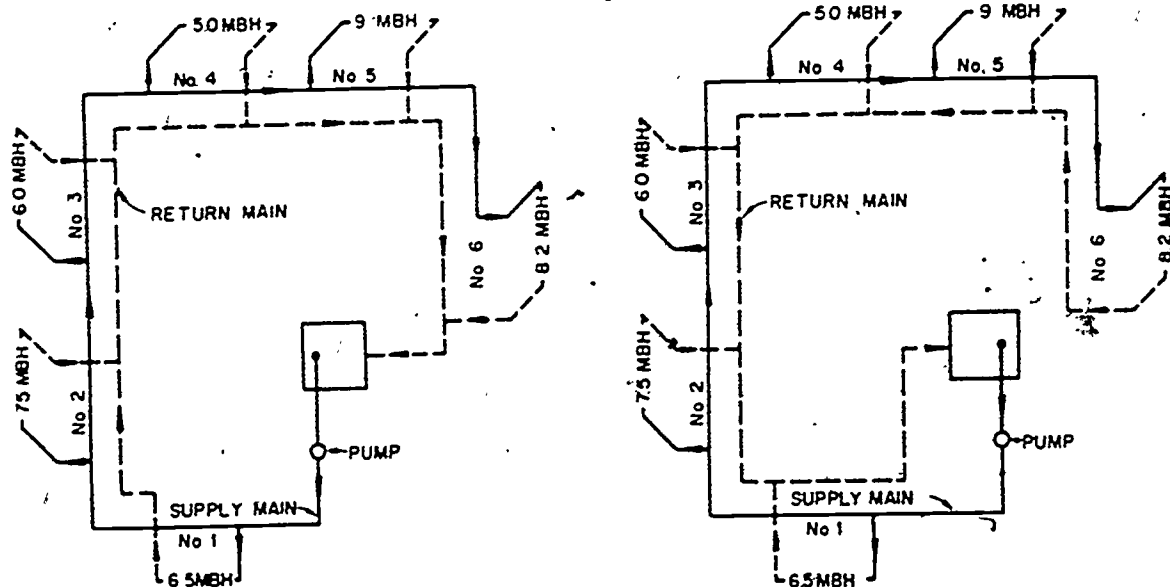 5.0 MBH
9 MBH
No. 4
No 5
6.0 MBH
No 3
RETURN MAIN
No 6
8 2 MBH
7.5 MBH
No 2
PUMP
SUPPLY MAIN
No 1
6 5 MBH
5.0 MBH
9 MBH
No 4
No. 5
6.0 MBH
No 3
RETURN MAIN
No 6
8 2 MBH
7.5 MBH
No 2
PUMP
SUPPLY MAIN
No 1
6.5 MBH